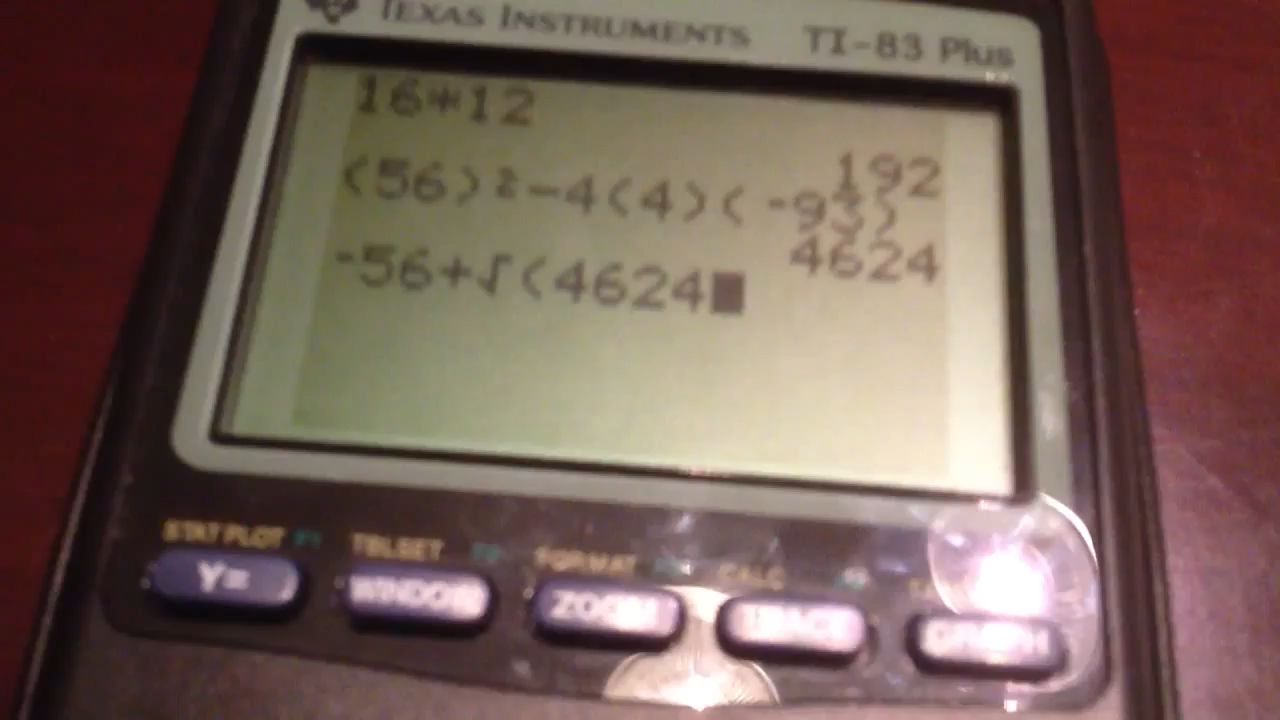 TEXAS INSTRUMENTS TI-83 Plus
16*12
192
(56)²-4(4)(-93)
4624
-56+√(4624
STAT PLOT TBLSET FORMAT CALC
Y= WINDOW ZOOM TRACE GRAPH